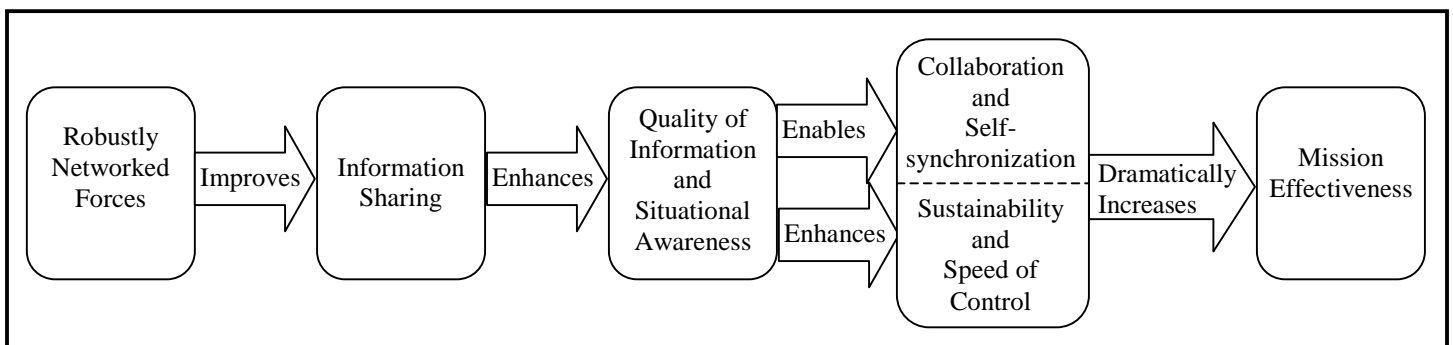 Robustly
Networked
Forces
Improves
Information
Sharing
Enhances
Quality of
Information
and
Situational
Awareness
Enables
Enhances
Collaboration
and
Self-
synchronization
Sustainability
and
Speed of
Control
Dramatically
Increases
Mission
Effectiveness